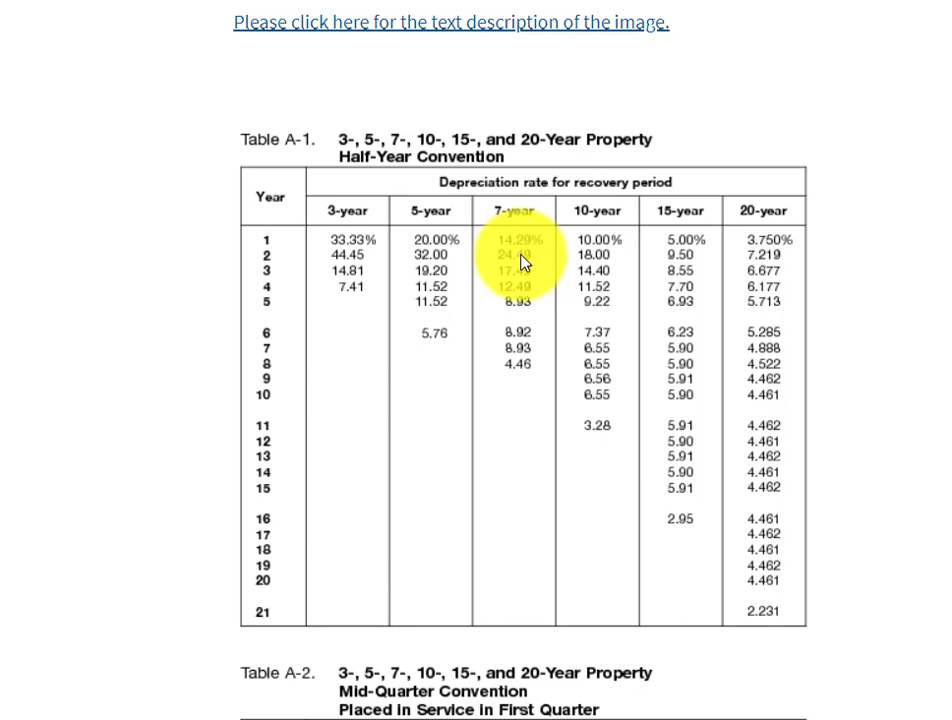 Please click here for the text description of the image.
Table A-1. 3-, 5-, 7-, 10-, 15-, and 20-Year Property
Half-Year Convention
Year Depreciation rate for recovery period
3-year 5-year 7-year 10-year 15-year 20-year
1 33.33% 20.00% 14.29% 10.00% 5.00% 3.750%
2 44.45 32.00 18.00 9.50 7.219
3 14.81 19.20 14.40 8.55 6.677
4 7.41 11.52 12.49 11.52 7.70 6.177
5 11.52 8.93 9.22 6.93 5.713
6 5.76 8.92 7.37 6.23 5.285
7 8.93 6.55 5.90 4.888
8 4.46 6.55 5.90 4.522
9 6.56 5.91 4.462
10 6.55 5.90 4.461
11 3.28 5.91 4.462
12 5.90 4.461
13 5.91 4.462
14 5.90 4.461
15 5.91 4.462
16 2.95 4.461
17 4.462
18 4.461
19 4.462
20 4.461
21 2.231
Table A-2. 3-, 5-, 7-, 10-, 15-, and 20-Year Property
Mid-Quarter Convention
Placed in Service in First Quarter